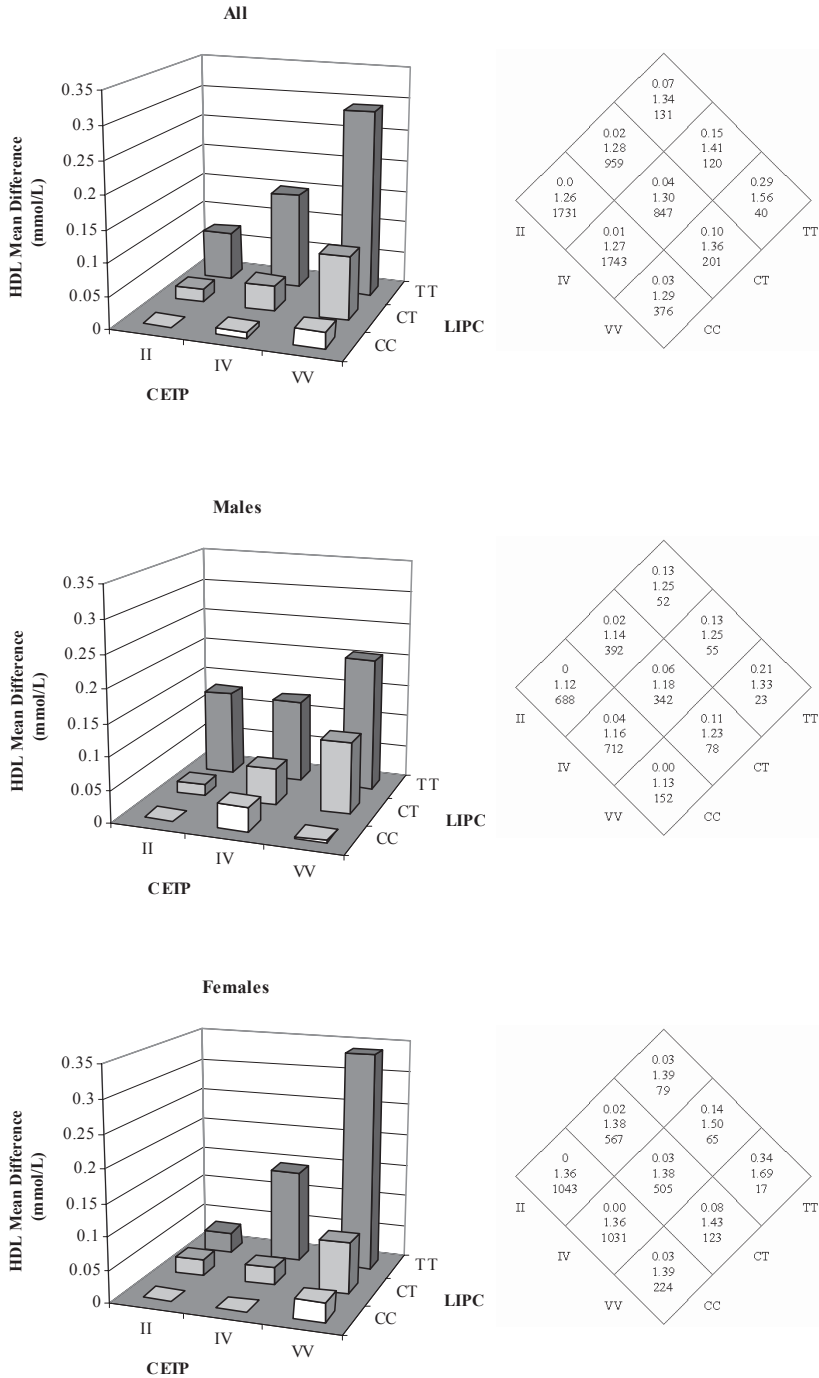 All
HDL Mean Difference
(mmol/L)
0.35
0.3
0.25
0.2
0.15
0.1
0.05
0
II
IV
VV
CETP
CC
CT
TT
LIPC
0.07
1.34
131
0.02
1.28
959
0.15
1.41
120
0.0
1.26
1731
0.04
1.30
847
0.29
1.56
40
0.01
1.27
1743
0.10
1.36
201
0.03
1.29
376
II
IV
VV
CC
CT
TT
Males
HDL Mean Difference
(mmol/L)
0.35
0.3
0.25
0.2
0.15
0.1
0.05
0
II
IV
VV
CETP
CC
CT
TT
LIPC
0.13
1.25
52
0.02
1.14
392
0.13
1.25
55
0
1.12
688
0.06
1.18
342
0.21
1.33
23
0.04
1.16
712
0.11
1.23
78
0.00
1.13
152
II
IV
VV
CC
CT
TT
Females
HDL Mean Difference
(mmol/L)
0.35
0.3
0.25
0.2
0.15
0.1
0.05
0
II
IV
VV
CETP
CC
CT
TT
LIPC
0.03
1.39
79
0.02
1.38
567
0.14
1.50
65
0
1.36
1043
0.03
1.38
505
0.34
1.69
17
0.00
1.36
1031
0.08
1.43
123
0.03
1.39
224
II
IV
VV
CC
CT
TT